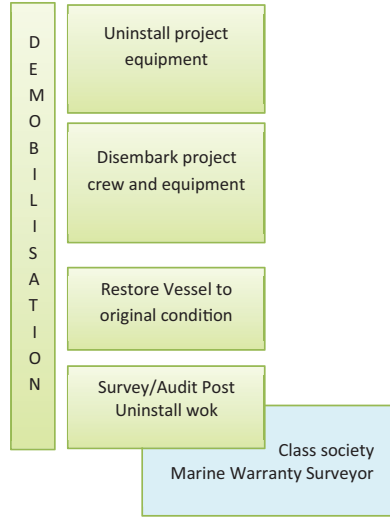 DEMOBILISATION
Uninstall project
equipment
Disembark project
crew and equipment
Restore Vessel to
original condition
Survey/Audit Post
Uninstall wok
Class society
Marine Warranty Surveyor